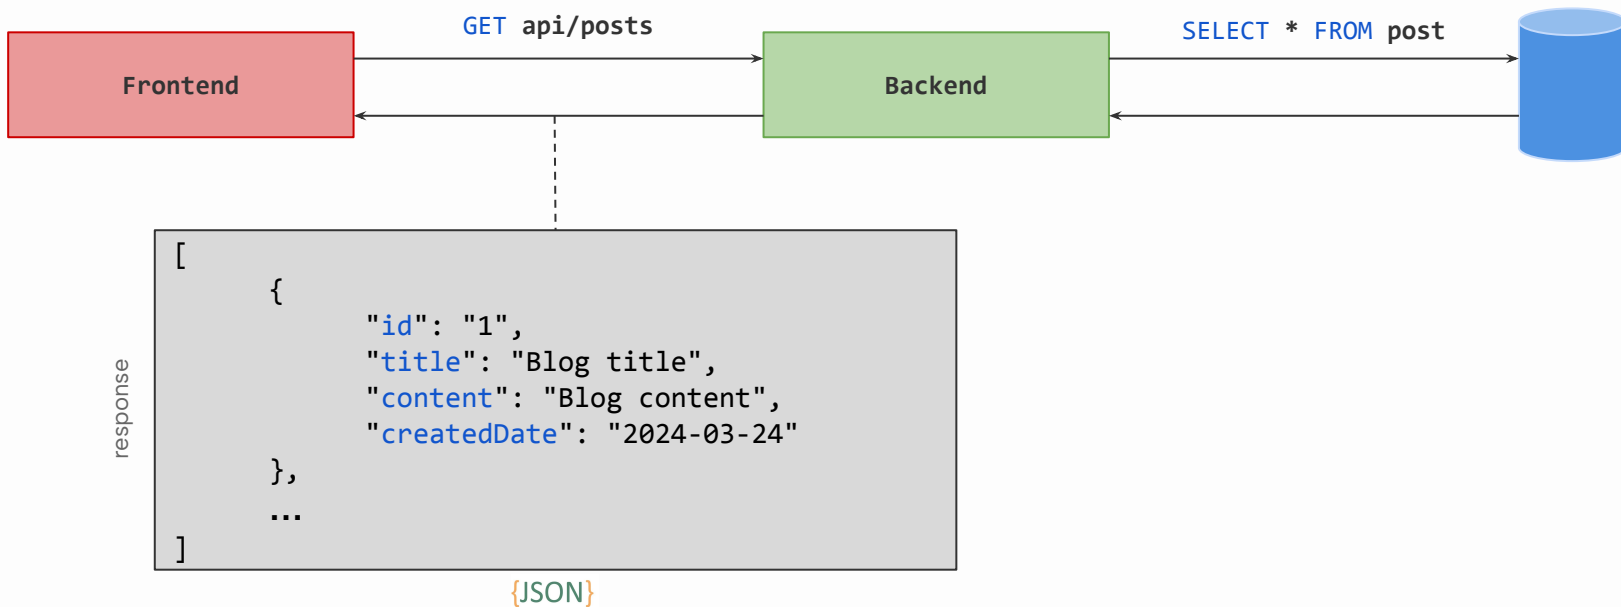 GET api/posts
SELECT * FROM post
Frontend
Backend
[
{
"id": "1",
"title": "Blog title",
"content": "Blog content",
"createdDate": "2024-03-24"
},
...
]
response
{JSON}